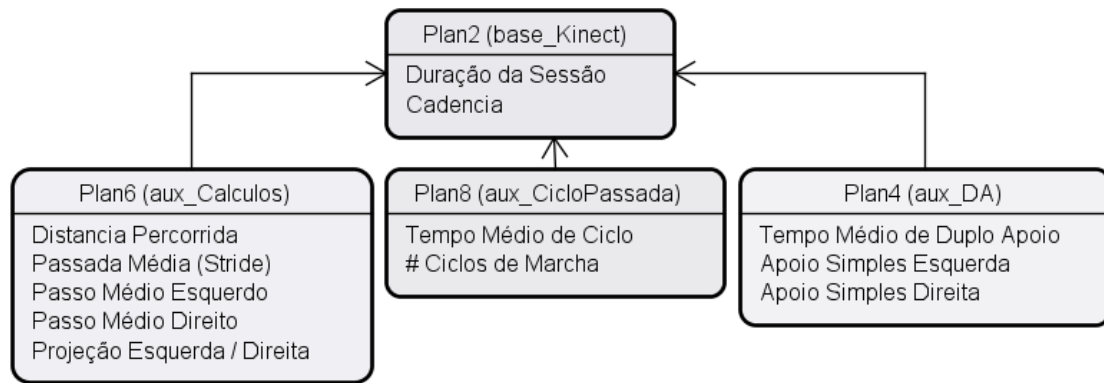 Plan2 (base_Kinect)
Duração da Sessão
Cadencia
Plan6 (aux_Calculos)
Distancia Percorrida
Passada Média (Stride)
Passo Médio Esquerdo
Passo Médio Direito
Projeção Esquerda / Direita
Plan8 (aux_CicloPassada)
Tempo Médio de Ciclo
# Ciclos de Marcha
Plan4 (aux_DA)
Tempo Médio de Duplo Apoio
Apoio Simples Esquerda
Apoio Simples Direita